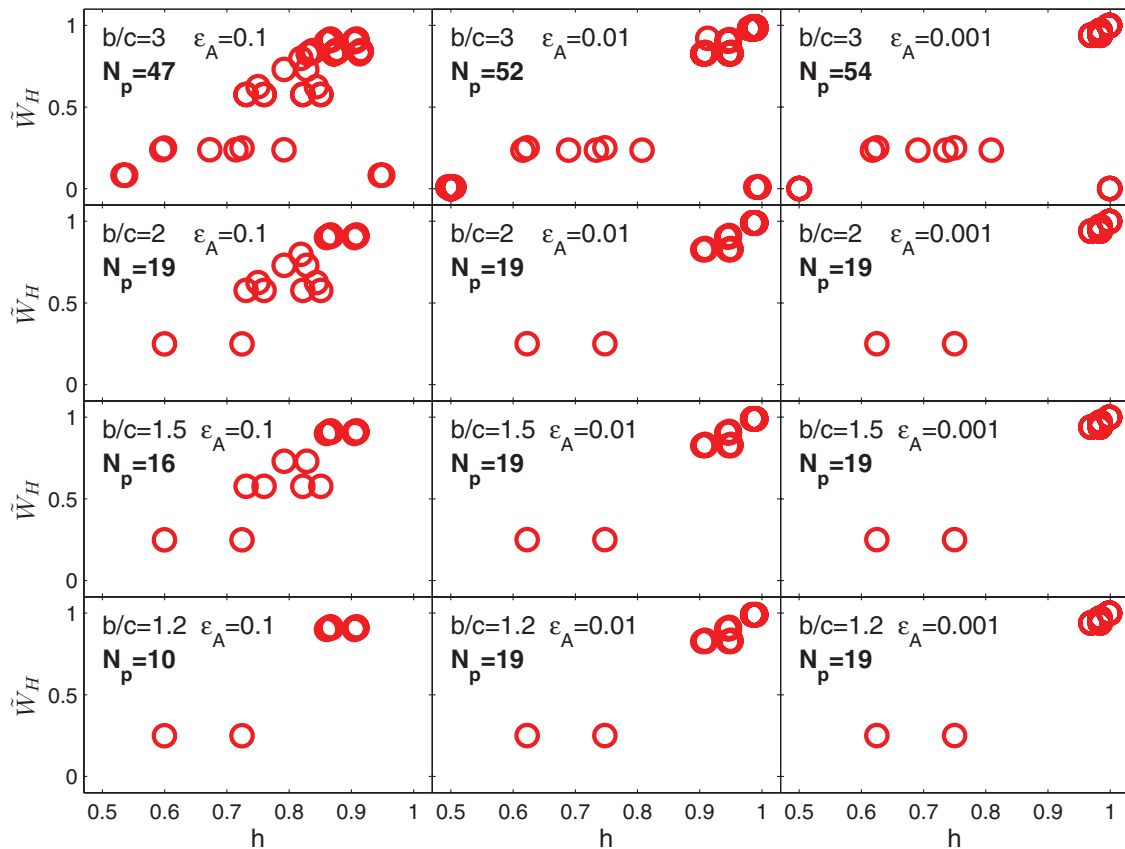 b/c=3 ε_A=0.1
N_p=47
b/c=3 ε_A=0.01
N_p=52
b/c=3 ε_A=0.001
N_p=54
1
0.5
0
W̃_H
b/c=2 ε_A=0.1
N_p=19
b/c=2 ε_A=0.01
N_p=19
b/c=2 ε_A=0.001
N_p=19
1
0.5
0
W̃_H
b/c=1.5 ε_A=0.1
N_p=16
b/c=1.5 ε_A=0.01
N_p=19
b/c=1.5 ε_A=0.001
N_p=19
1
0.5
0
W̃_H
b/c=1.2 ε_A=0.1
N_p=10
b/c=1.2 ε_A=0.01
N_p=19
b/c=1.2 ε_A=0.001
N_p=19
1
0.5
0
W̃_H
0.5 0.6 0.7 0.8 0.9 1
0.5 0.6 0.7 0.8 0.9 1
0.5 0.6 0.7 0.8 0.9 1
h
h
h